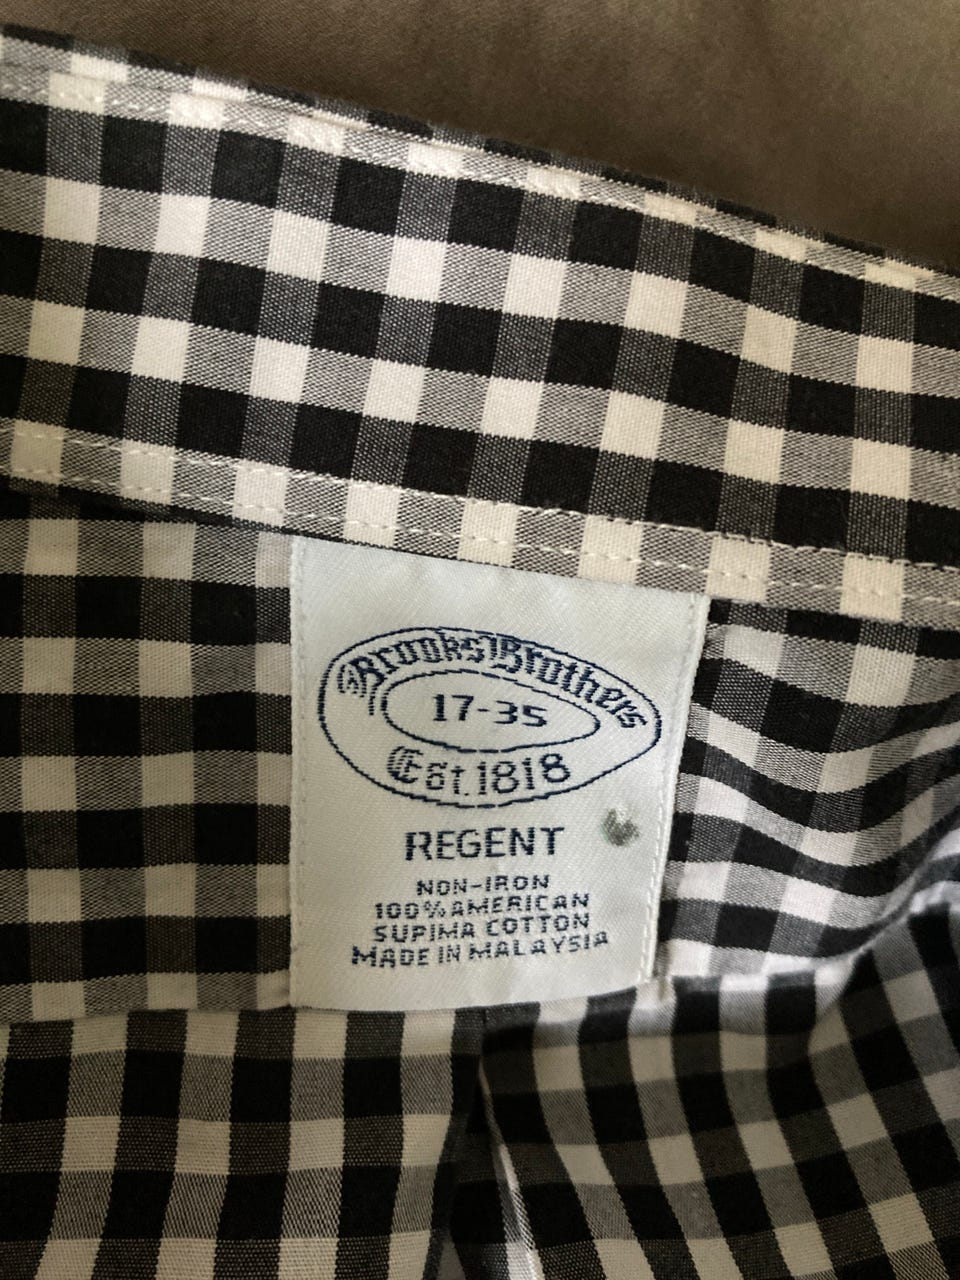 Brooks Brothers
17-35
Est. 1818
REGENT
NON-IRON
100% AMERICAN
SUPIMA COTTON
MADE IN MALAYSIA